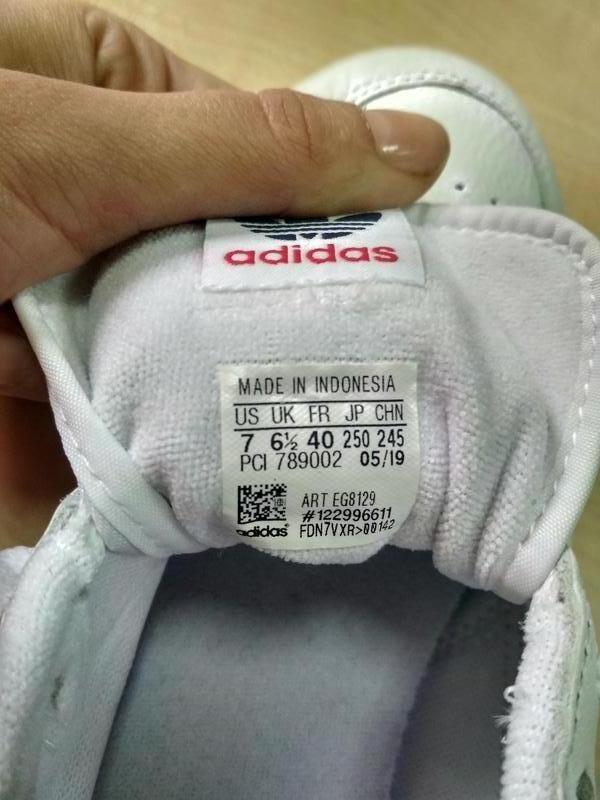 adidas
MADE IN INDONESIA
US UK FR JP CHN
7 6½ 40 250 245
PCI 789002 05/19
ART EG8129
#122996611
adidas FDN7VXR>00142